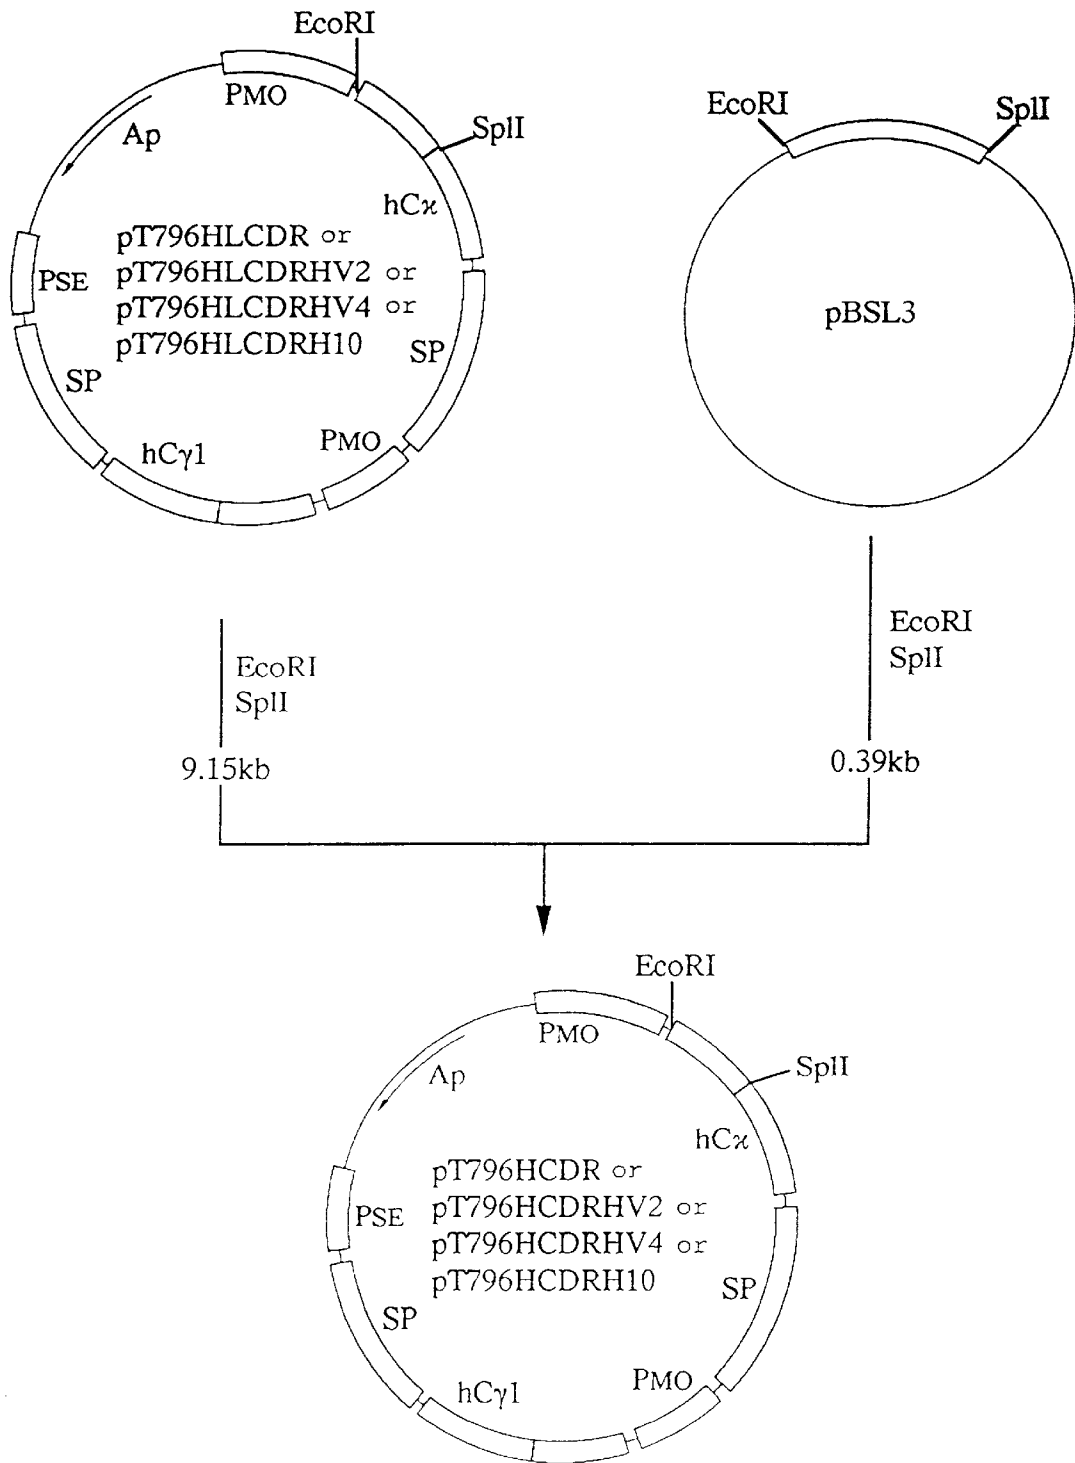 EcoRI
PMO
SplI
Ap
hCϰ
pT796HLCDR or
pT796HLCDRHV2 or
pT796HLCDRHV4 or
pT796HLCDRH10
PSE
SP
SP
PMO
hCγ1
EcoRI
SplI
pBSL3
EcoRI
SplI
9.15kb
EcoRI
SplI
0.39kb
EcoRI
PMO
SplI
Ap
hCϰ
pT796HCDR or
pT796HCDRHV2 or
pT796HCDRHV4 or
pT796HCDRH10
PSE
SP
SP
PMO
hCγ1